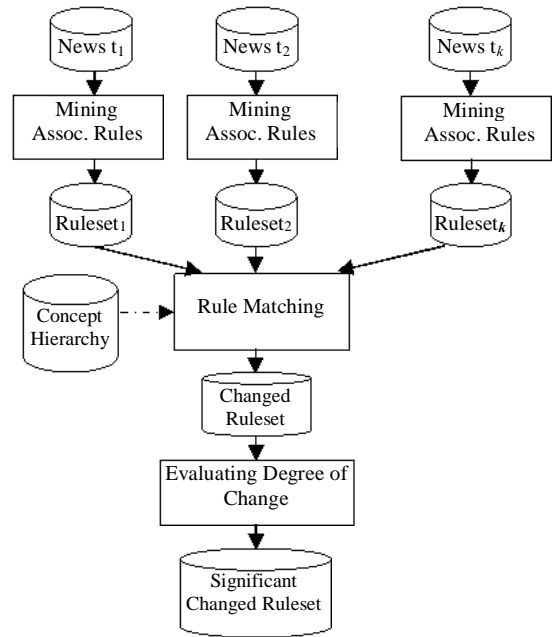 News t₁
News t₂
News tₖ
Mining
Assoc. Rules
Mining
Assoc. Rules
Mining
Assoc. Rules
Ruleset₁
Ruleset₂
Rulesetₖ
Concept
Hierarchy
Rule Matching
Changed
Ruleset
Evaluating Degree of
Change
Significant
Changed Ruleset